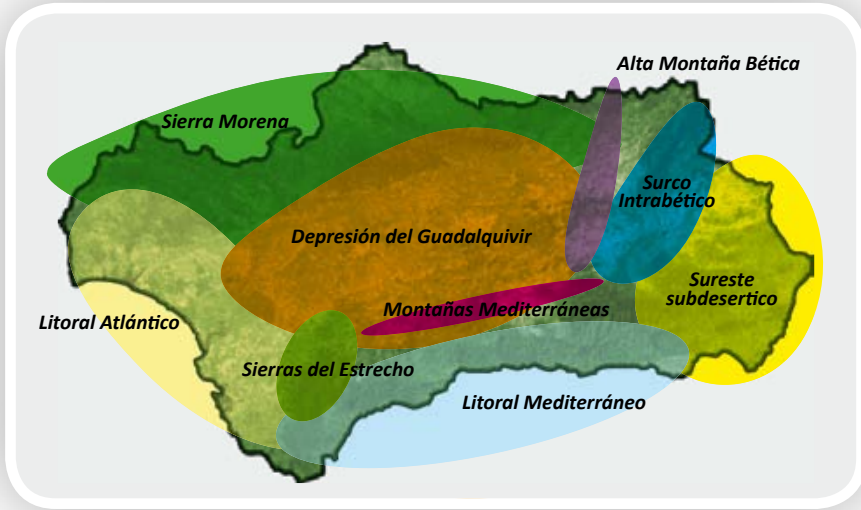 Alta Montaña Bética
Sierra Morena
Surco
Intrabético
Depresión del Guadalquivir
Sureste
subdesertico
Montañas Mediterráneas
Litoral Atlántico
Sierras del Estrecho
Litoral Mediterráneo